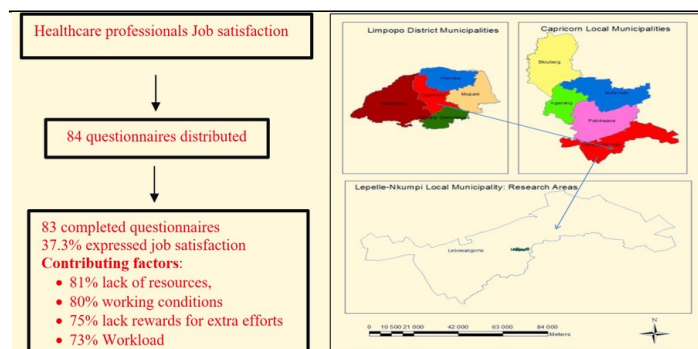 Healthcare professionals Job satisfaction
84 questionnaires distributed
83 completed questionnaires
37.3% expressed job satisfaction
Contributing factors:
• 81% lack of resources,
• 80% working conditions
• 75% lack rewards for extra efforts
• 73% Workload
Limpopo District Municipalities
Mopani
Capricorn Local Municipalities
Blouberg
Aganang
Polokwane
Lepelle-Nkumpi Local Municipality: Research Areas
Lebowakgomo
0 10 500 21 000 42 000 63 000 84 000
Meters
N